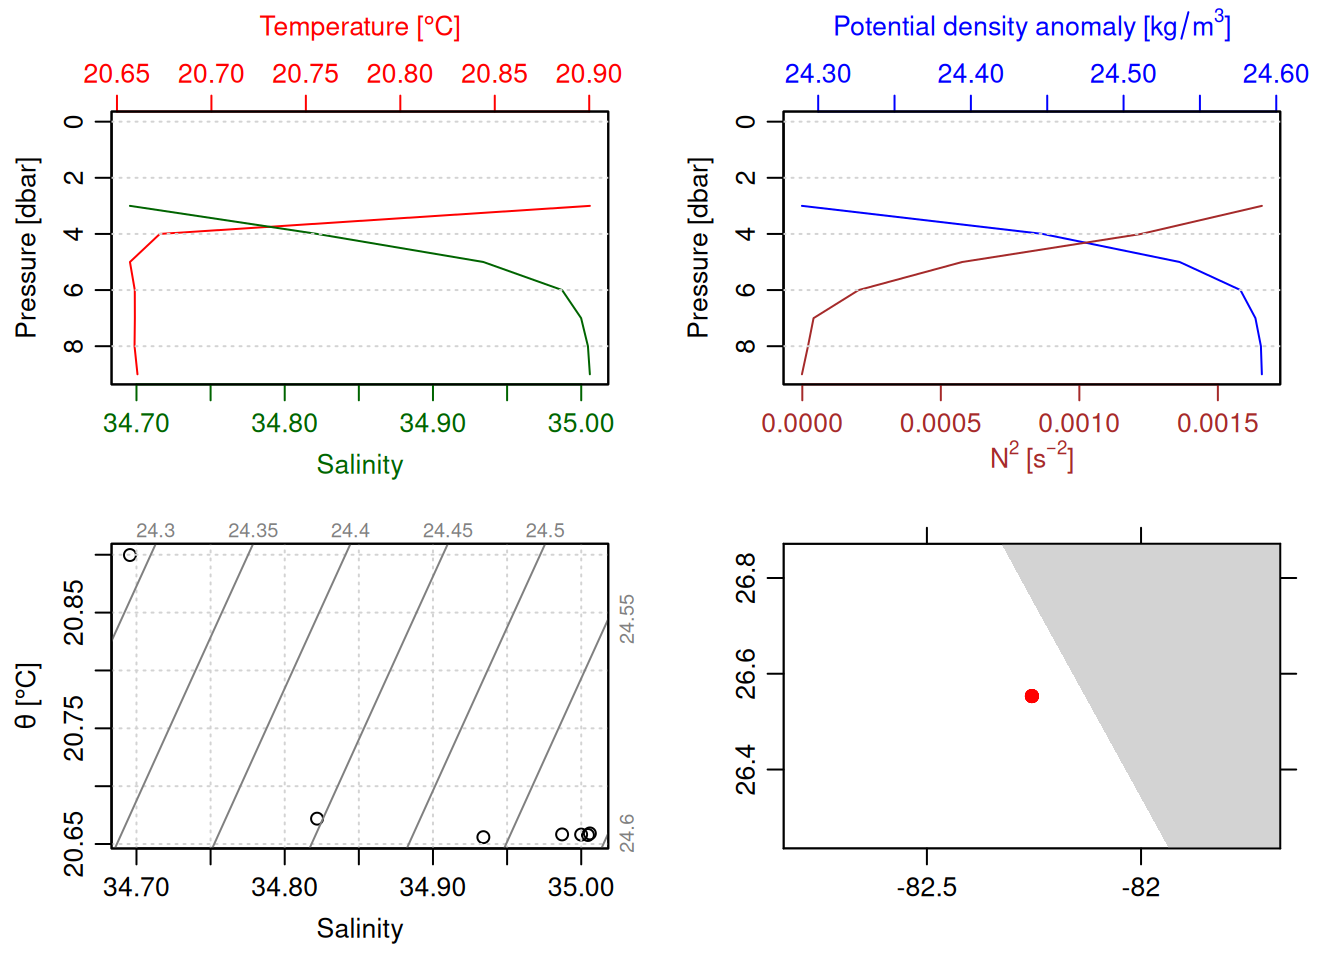 Temperature [°C]
20.65 20.70 20.75 20.80 20.85 20.90
Pressure [dbar]
0
2
4
6
8
34.70 34.80 34.90 35.00
Salinity
Potential density anomaly [kg/m³]
24.30 24.40 24.50 24.60
Pressure [dbar]
0
2
4
6
8
0.0000 0.0005 0.0010 0.0015
N² [s⁻²]
24.3 24.35 24.4 24.45 24.5
24.55
24.6
θ [°C]
20.85
20.75
20.65
34.70 34.80 34.90 35.00
Salinity
26.8
26.6
26.4
-82.5 -82